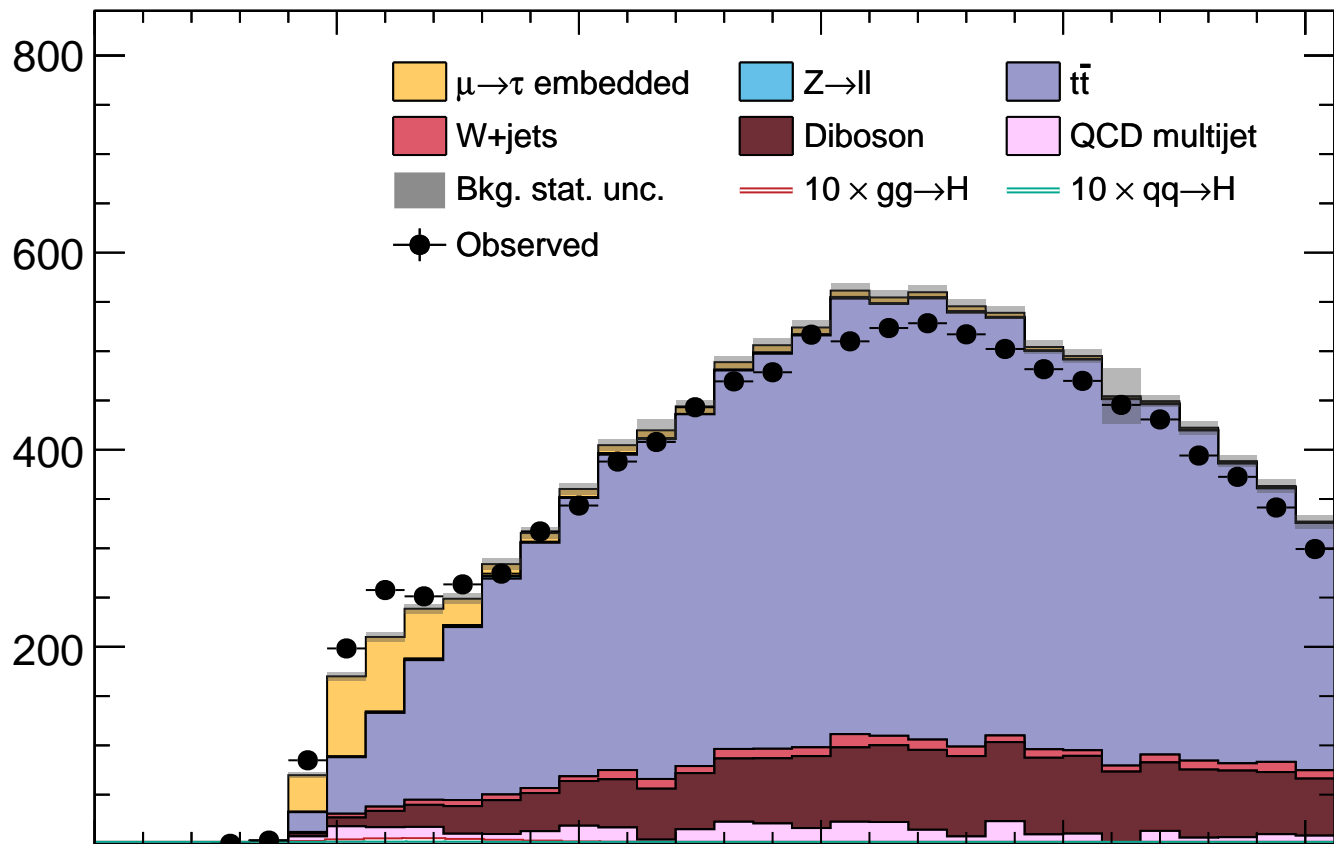 800
μ→τ embedded Z→ll tt̄
W+jets Diboson QCD multijet
Bkg. stat. unc. 10 × gg→H 10 × qq→H
600 Observed
400
200